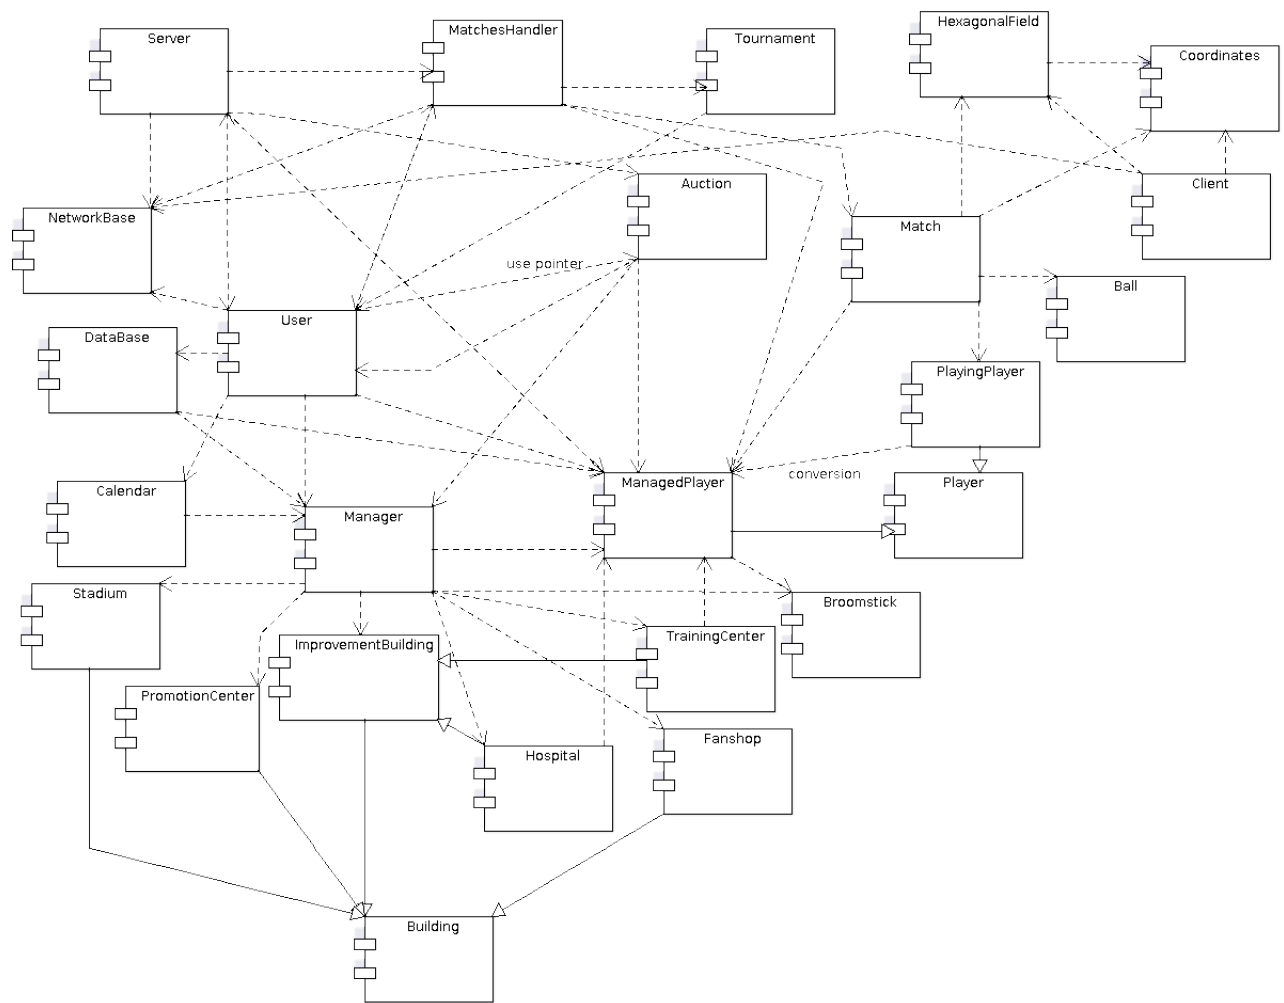 HexagonalField
MatchesHandler
Server
Tournament
Coordinates
Auction
Client
NetworkBase
Match
use pointer
Ball
User
DataBase
PlayingPlayer
conversion
ManagedPlayer
Player
Calendar
Manager
Stadium
Broomstick
TrainingCenter
ImprovementBuilding
PromotionCenter
Fanshop
Hospital
Building